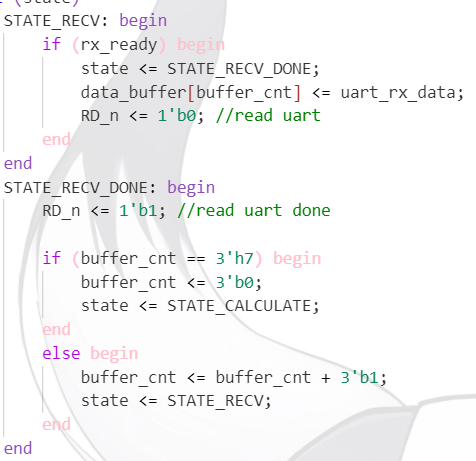 (state)
STATE_RECV: begin
    if (rx_ready) begin
        state <= STATE_RECV_DONE;
        data_buffer[buffer_cnt] <= uart_rx_data;
        RD_n <= 1'b0; //read uart
    end
end
STATE_RECV_DONE: begin
    RD_n <= 1'b1; //read uart done

    if (buffer_cnt == 3'h7) begin
        buffer_cnt <= 3'b0;
        state <= STATE_CALCULATE;
    end
    else begin
        buffer_cnt <= buffer_cnt + 3'b1;
        state <= STATE_RECV;
    end
end